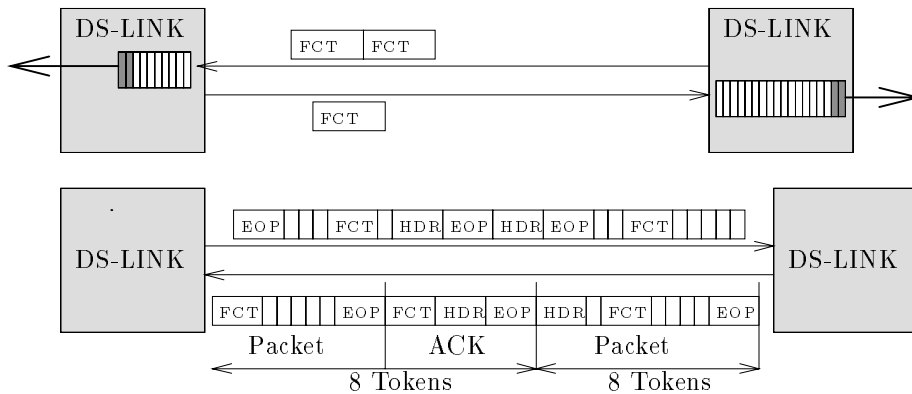 DS-LINK
FCT FCT
DS-LINK
FCT
DS-LINK
EOP FCT HDR EOP HDR EOP FCT
DS-LINK
FCT EOP FCT HDR EOP HDR FCT EOP
Packet ACK Packet
8 Tokens 8 Tokens